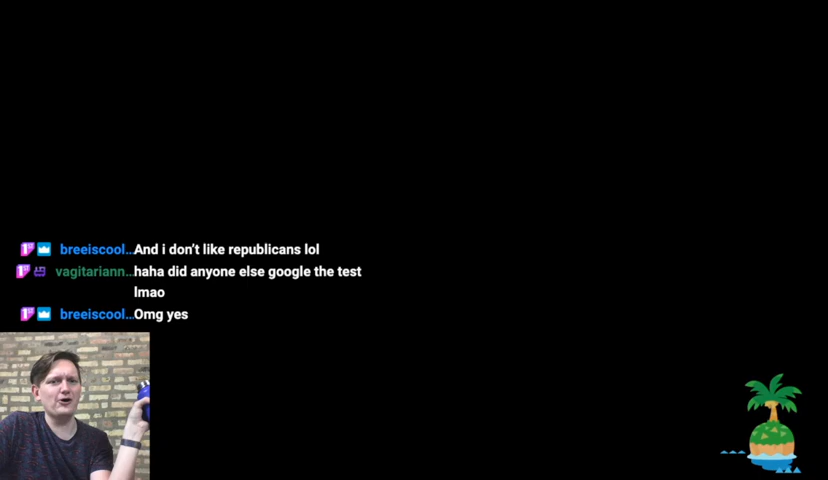 breeiscool...And i don't like republicans lol
vagitariann...haha did anyone else google the test
lmao
breeiscool...Omg yes